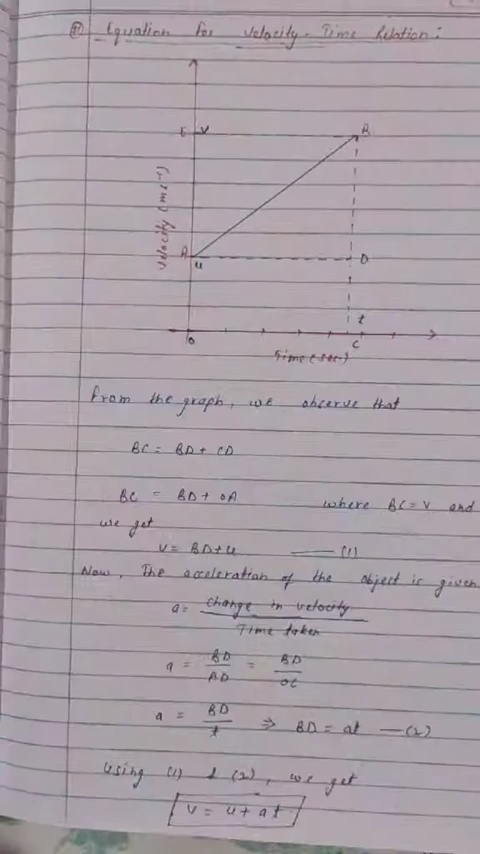 Equation for Velocity-Time Relation:
E V B
Velocity (ms⁻¹)
A u D
t
O C
Time (sec)
From the graph, we observe that
BC = BD + CD
BC = BD + OA where BC = V and
we get
V = BD + u —— (1)
Now, The acceleration of the object is given
a = Change in velocity
Time taken
a = BD/AD = BD/OC
a = BD/t ⇒ BD = at —(2)
Using (1) & (2), we get
V = u + at